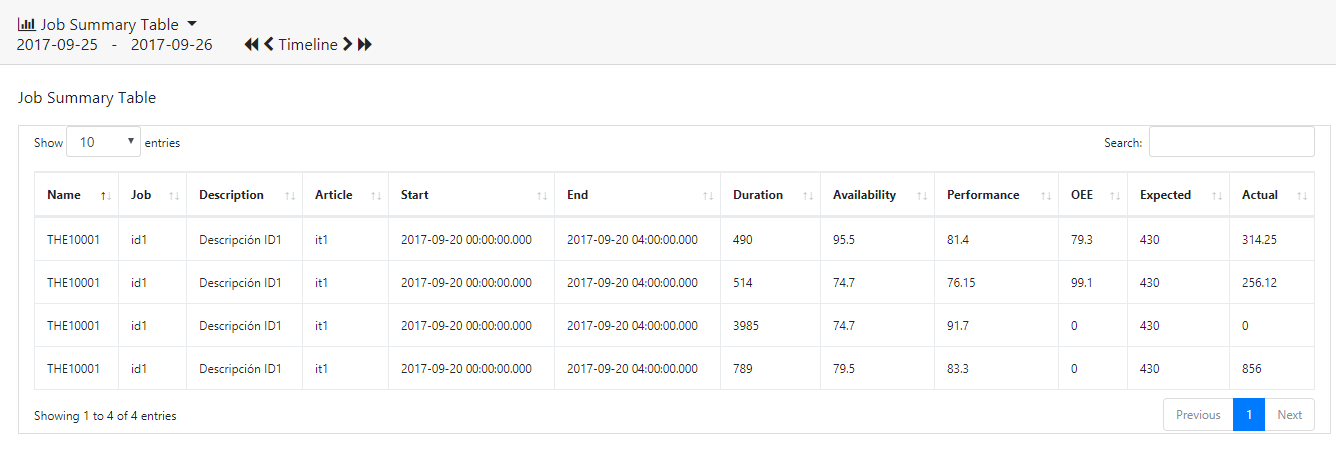 Job Summary Table
2017-09-25 - 2017-09-26 Timeline
Job Summary Table
Show 10 entries Search:
Name Job Description Article Start End Duration Availability Performance OEE Expected Actual
THE10001 id1 Descripción ID1 it1 2017-09-20 00:00:00.000 2017-09-20 04:00:00.000 490 95.5 81.4 79.3 430 314.25
THE10001 id1 Descripción ID1 it1 2017-09-20 00:00:00.000 2017-09-20 04:00:00.000 514 74.7 76.15 99.1 430 256.12
THE10001 id1 Descripción ID1 it1 2017-09-20 00:00:00.000 2017-09-20 04:00:00.000 3985 74.7 91.7 0 430 0
THE10001 id1 Descripción ID1 it1 2017-09-20 00:00:00.000 2017-09-20 04:00:00.000 789 79.5 83.3 0 430 856
Showing 1 to 4 of 4 entries Previous 1 Next